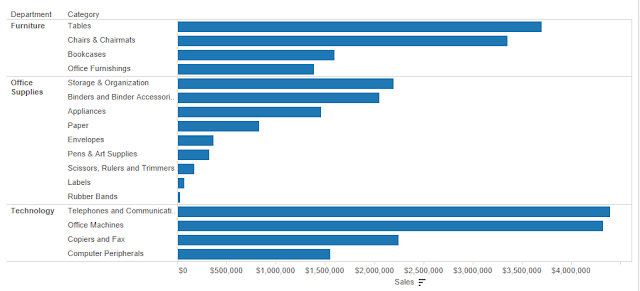 Department Category
Furniture Tables
Chairs & Chairmats
Bookcases
Office Furnishings
Office Supplies Storage & Organization
Binders and Binder Accessori..
Appliances
Paper
Envelopes
Pens & Art Supplies
Scissors, Rulers and Trimmers
Labels
Rubber Bands
Technology Telephones and Communicati..
Office Machines
Copiers and Fax
Computer Peripherals
$0 $500,000 $1,000,000 $1,500,000 $2,000,000 $2,500,000 $3,000,000 $3,500,000 $4,000,000
Sales